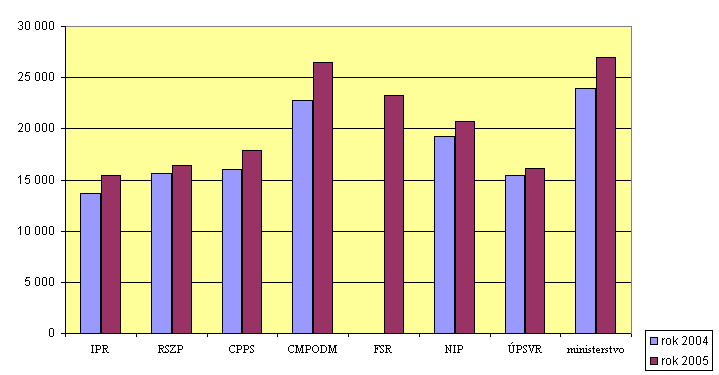 30 000
25 000
20 000
15 000
10 000
5 000
0
IPR RSZP CPPS CMPODM FSR NIP ÚPSVR ministerstvo
rok 2004
rok 2005